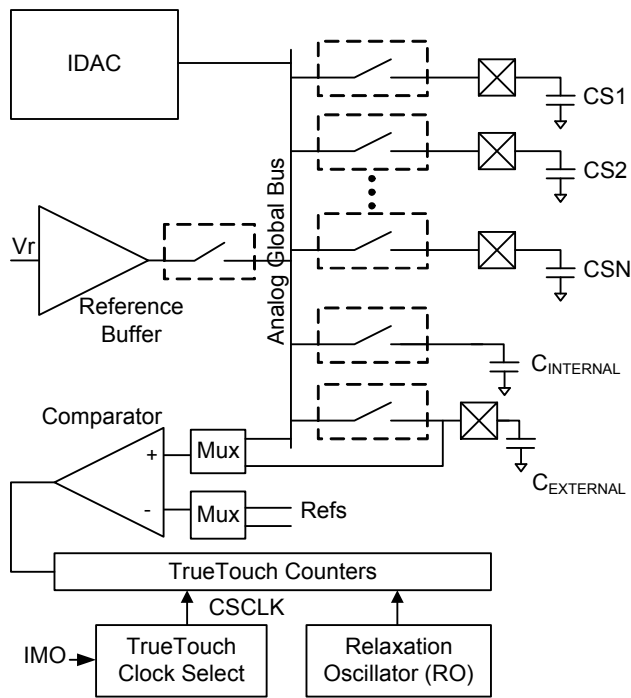 IDAC
CS1
CS2
Vr
Reference
Buffer
Analog Global Bus
CSN
CINTERNAL
Comparator
+
Mux
CEXTERNAL
-
Mux
Refs
TrueTouch Counters
CSCLK
IMO
TrueTouch
Clock Select
Relaxation
Oscillator (RO)